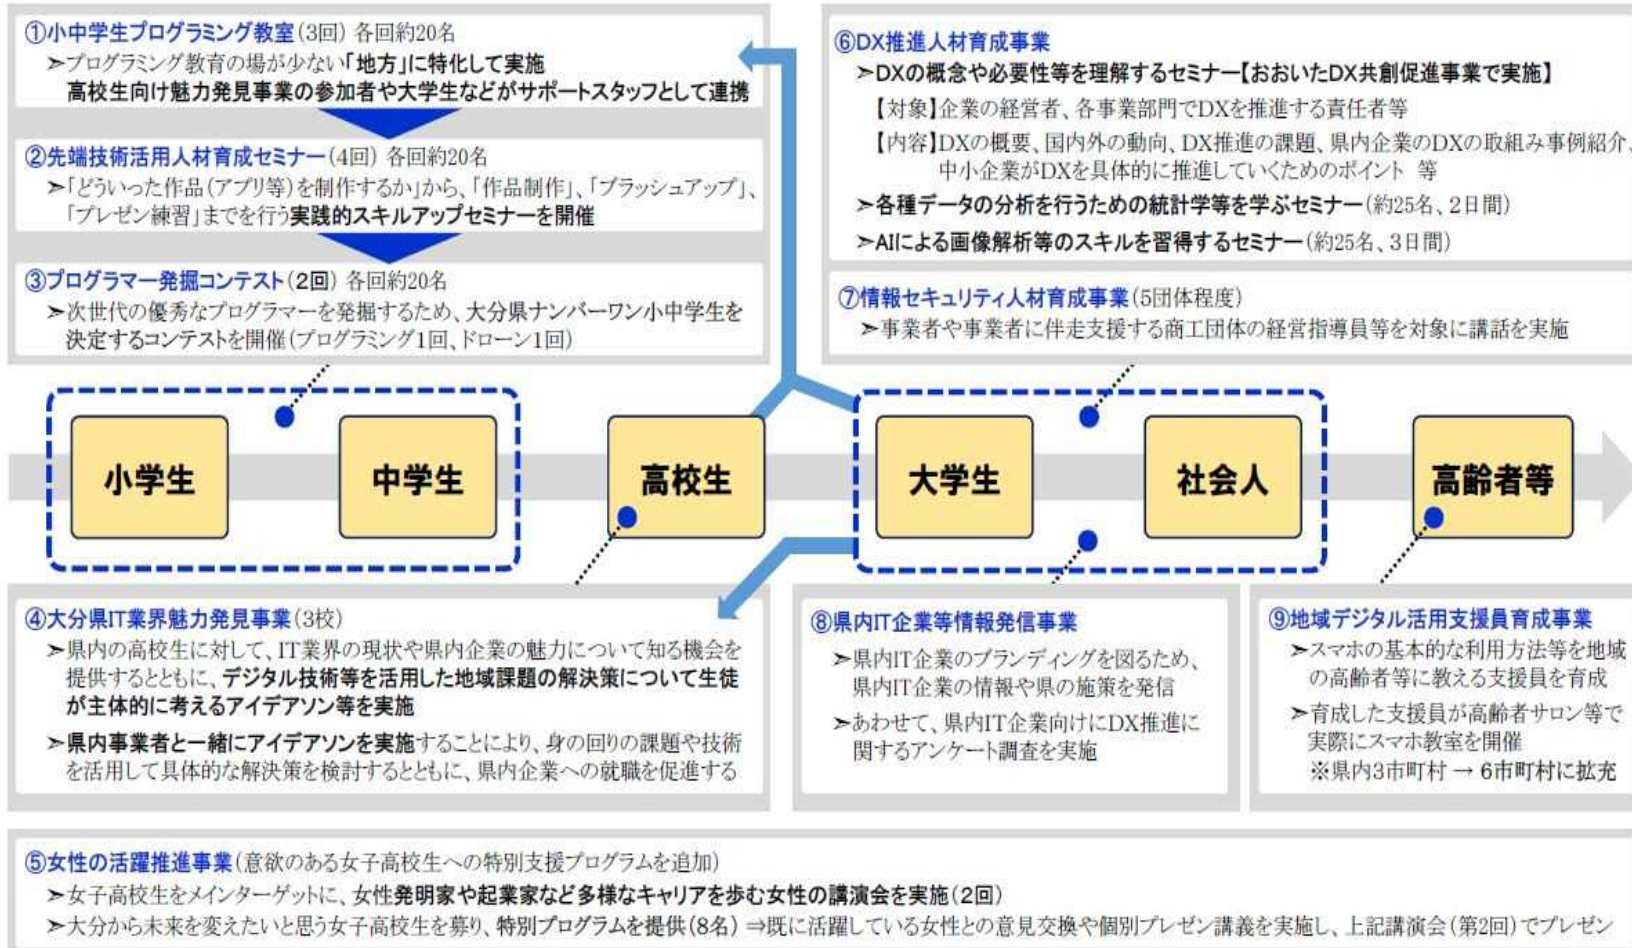 ①小中学生プログラミング教室(3回) 各回約20名
➢プログラミング教育の場が少ない「地方」に特化して実施
高校生向け魅力発見事業の参加者や大学生などがサポートスタッフとして連携
②先端技術活用人材育成セミナー(4回) 各回約20名
➢「どういった作品(アプリ等)を制作するか」から、「作品制作」、「ブラッシュアップ」、
「プレゼン練習」までを行う実践的スキルアップセミナーを開催
③プログラマー発掘コンテスト(2回) 各回約20名
➢次世代の優秀なプログラマーを発掘するため、大分県ナンバーワン小中学生を
決定するコンテストを開催(プログラミング1回、ドローン1回)
⑥DX推進人材育成事業
➢DXの概念や必要性等を理解するセミナー【おおいたDX共創促進事業で実施】
【対象】企業の経営者、各事業部門でDXを推進する責任者等
【内容】DXの概要、国内外の動向、DX推進の課題、県内企業のDXの取組み事例紹介、
中小企業がDXを具体的に推進していくためのポイント 等
➢各種データの分析を行うための統計学等を学ぶセミナー(約25名、2日間)
➢AIによる画像解析等のスキルを習得するセミナー(約25名、3日間)
⑦情報セキュリティ人材育成事業(5団体程度)
➢事業者や事業者に伴走支援する商工団体の経営指導員等を対象に講話を実施
小学生
中学生
高校生
大学生
社会人
高齢者等
④大分県IT業界魅力発見事業(3校)
➢県内の高校生に対して、IT業界の現状や県内企業の魅力について知る機会を
提供するとともに、デジタル技術等を活用した地域課題の解決策について生徒
が主体的に考えるアイデアソン等を実施
➢県内事業者と一緒にアイデアソンを実施することにより、身の回りの課題や技術
を活用して具体的な解決策を検討するとともに、県内企業への就職を促進する
⑧県内IT企業等情報発信事業
➢県内IT企業のブランディングを図るため、
県内IT企業の情報や県の施策を発信
➢あわせて、県内IT企業向けにDX推進に
関するアンケート調査を実施
⑨地域デジタル活用支援員育成事業
➢スマホの基本的な利用方法等を地域
の高齢者等に教える支援員を育成
➢育成した支援員が高齢者サロン等で
実際にスマホ教室を開催
※県内3市町村 → 6市町村に拡充
⑤女性の活躍推進事業(意欲のある女子高校生への特別支援プログラムを追加)
➢女子高校生をメインターゲットに、女性発明家や起業家など多様なキャリアを歩む女性の講演会を実施(2回)
➢大分から未来を変えたいと思う女子高校生を募り、特別プログラムを提供(8名) ⇒既に活躍している女性との意見交換や個別プレゼン講義を実施し、上記講演会(第2回)でプレゼン